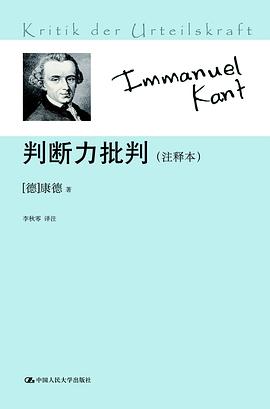 Kritik der Urteilskraft
Immanuel
Kant
判断力批判（注释本）
[德]康德 著
李秋零 译注
中国人民大学出版社